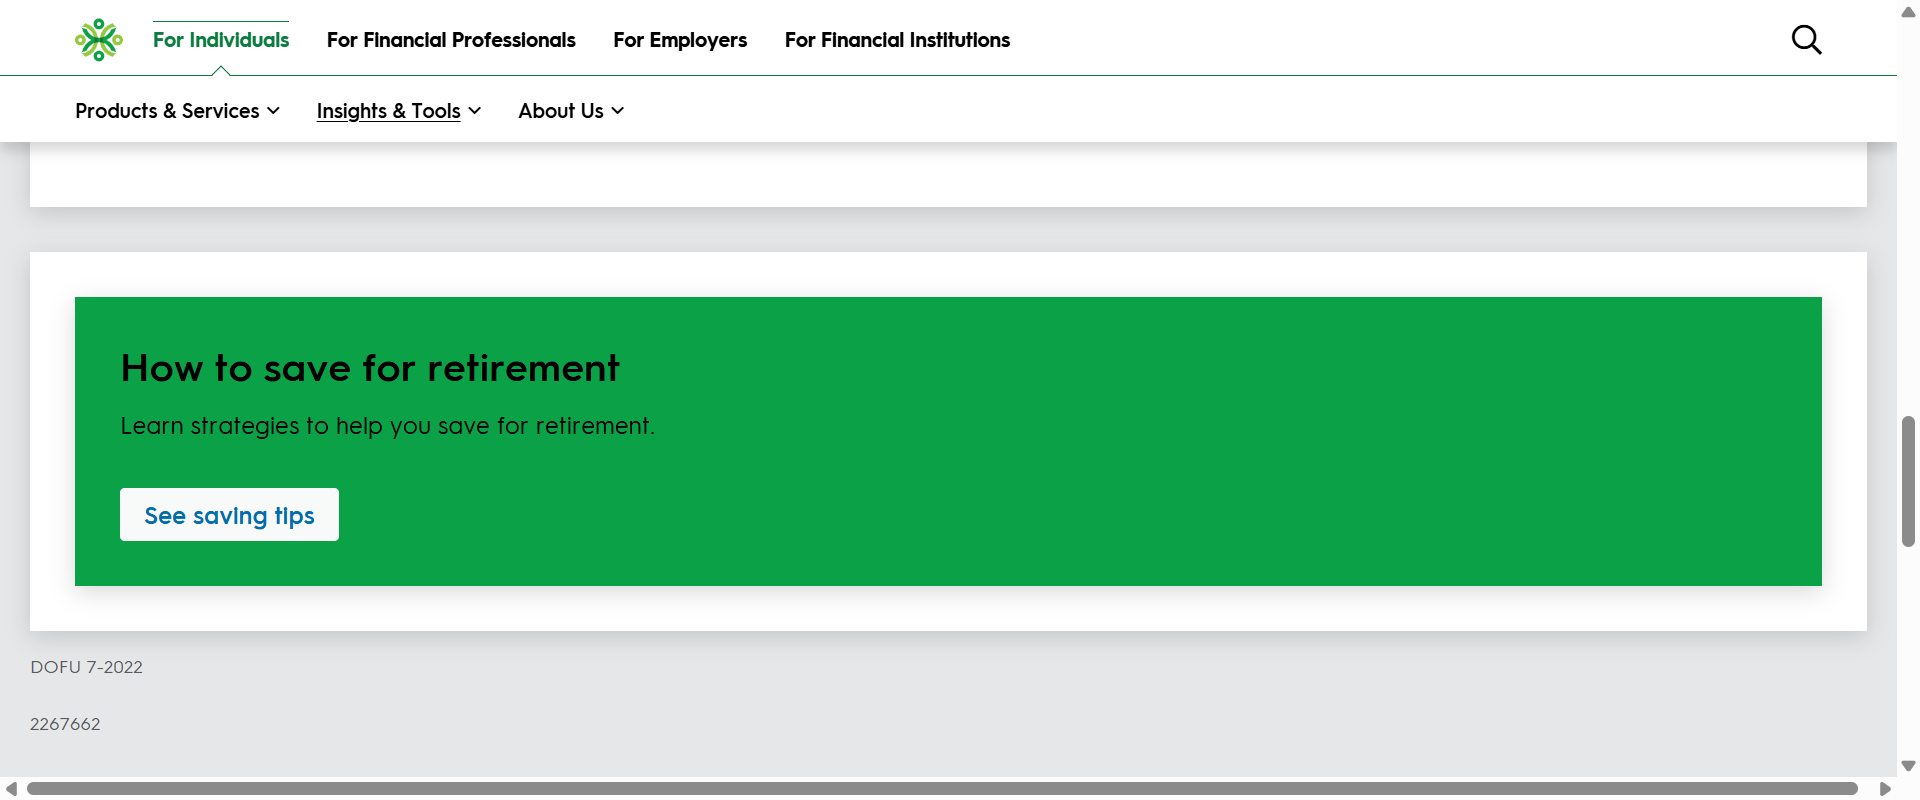 For Individuals
For Financial Professionals
For Employers
For Financial Institutions
Products & Services
Insights & Tools
About Us
How to save for retirement
Learn strategies to help you save for retirement.
See saving tips
DOFU 7-2022
2267662